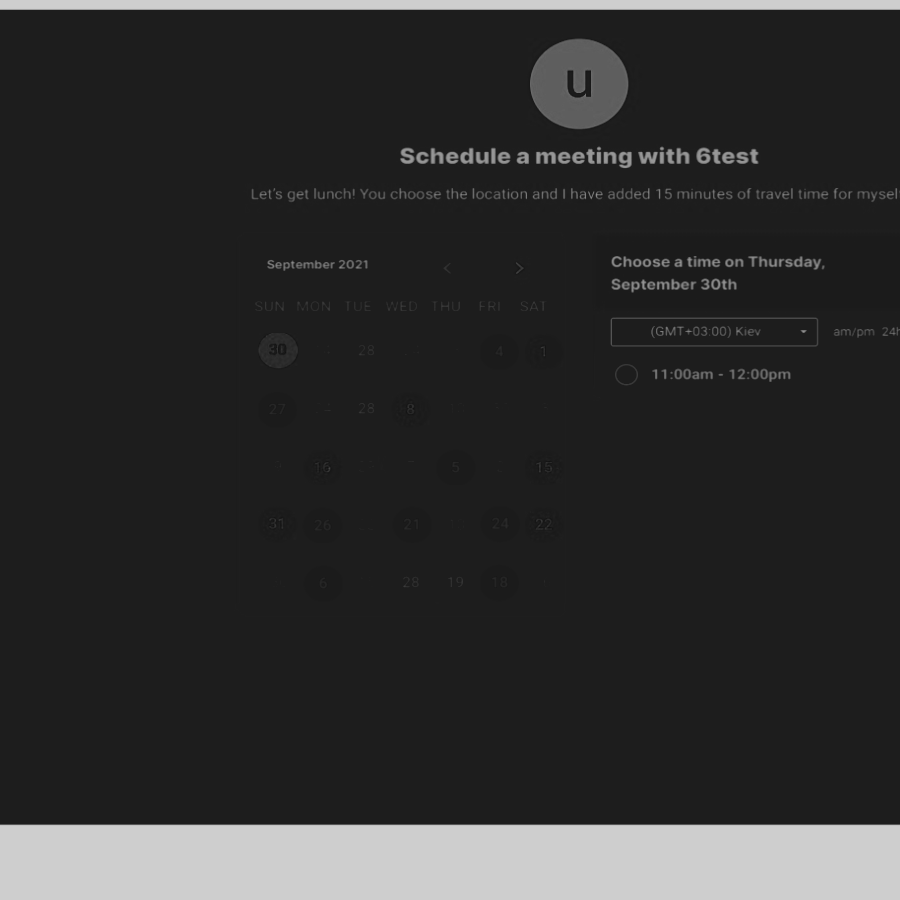 u
Schedule a meeting with 6test
Let's get lunch! You choose the location and I have added 15 minutes of travel time for mysel
September 2021
SUN MON TUE WED THU FRI SAT
30 28 4 1
27 28 8
16 5 15
31 26 21 24 22
6 28 19 18
Choose a time on Thursday,
September 30th
(GMT+03:00) Kiev am/pm 24h
11:00am - 12:00pm